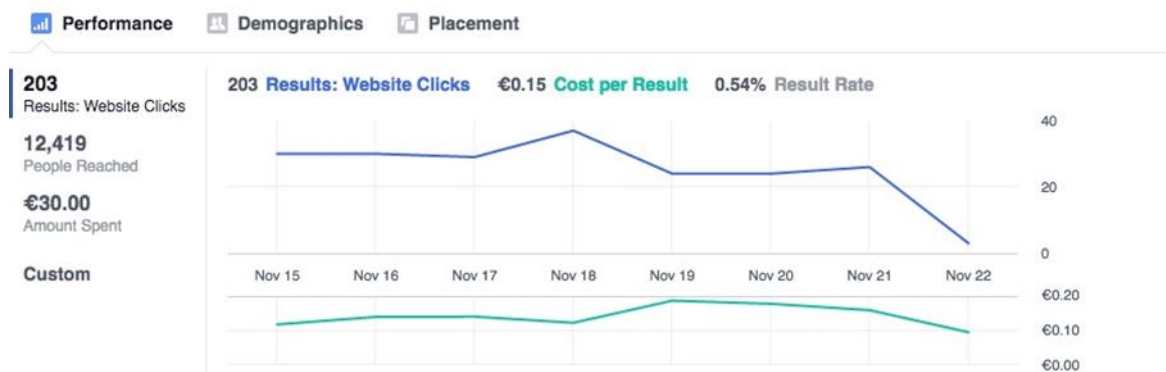 Performance Demographics Placement
203
Results: Website Clicks
12,419
People Reached
€30.00
Amount Spent
Custom
203 Results: Website Clicks €0.15 Cost per Result 0.54% Result Rate
40
20
0
Nov 15 Nov 16 Nov 17 Nov 18 Nov 19 Nov 20 Nov 21 Nov 22
€0.20
€0.10
€0.00